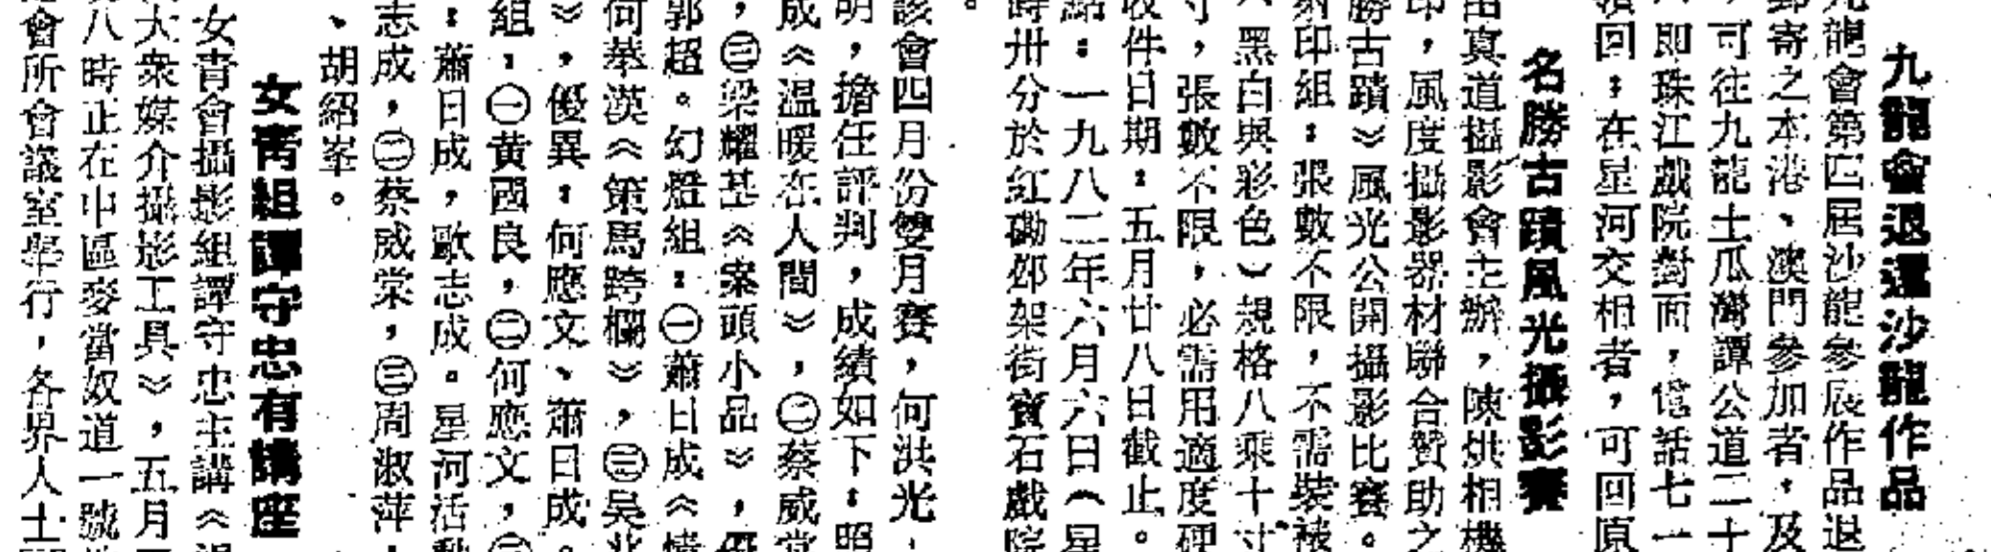 九龍會退還沙龍作品
九龍會第四屆沙龍參展作品退
郵寄之本港、澳門參加者,及
,可往九龍土瓜灣譚公道二十
即珠江戲院對面,電話七一
回:在星河交相者,可回原
名勝古蹟風光攝影賽
由真道攝影會主辦,陳烘相機
印,風度攝影器材聯合贊助之
勝古蹟》風光公開攝影比賽。
印組:張數不限,不需裝裱
黑白與彩色)規格八乘十寸
寸,張數不限,必需用適度硬
收件日期:五月廿八日截止。
點:一九八二年六月六日(星
時卅分於紅磡差館架街寶石戲院
。
該會四月份雙月賽,何洪光、
明,擔任評判,成績如下:照
成《溫暖在人間》,㊁蔡威棠
,㊂梁耀基《案頭小品》,優
郭超。幻燈組:㊀蕭日成《情
何華漢《策馬跨欄》,㊂吳
》,優異:何應文、蕭日成。
組:㊀黄國良,㊁何應文,㊂
:蕭日成,歐志成。星河活動
志成,㊁蔡威棠,㊂周淑萍,
、胡紹峯。
女青組譚守忠有講座
女青會攝影組譚守忠主講《
大衆媒介攝影工具》,五月
八時正在中區麥當奴道一號
會所會議室舉行,各界人士